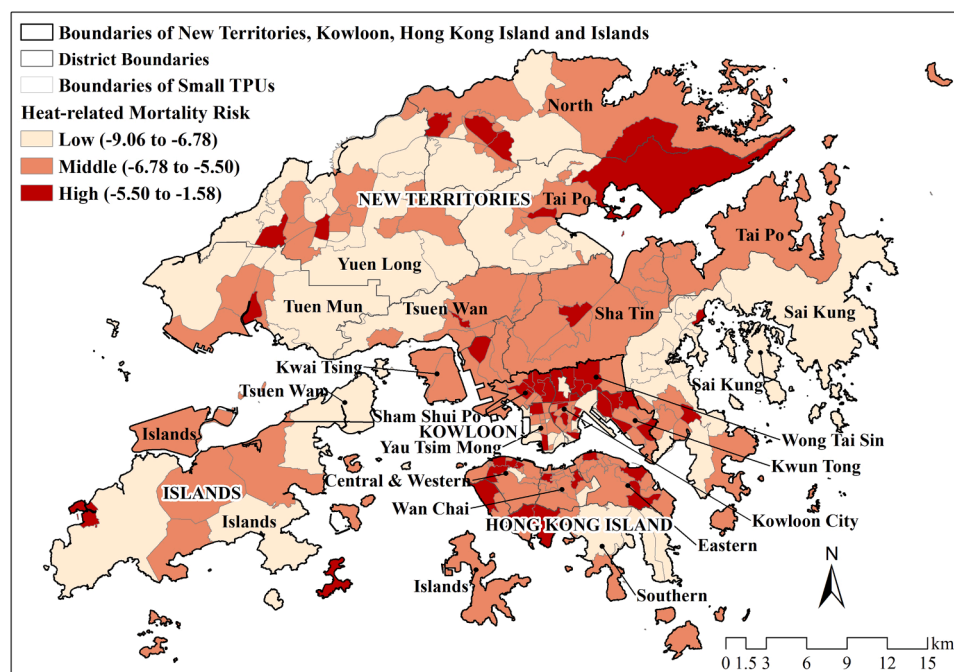 Boundaries of New Territories, Kowloon, Hong Kong Island and Islands
District Boundaries
Boundaries of Small TPUs
Heat-related Mortality Risk
Low (-9.06 to -6.78)
Middle (-6.78 to -5.50)
High (-5.50 to -1.58)
North
NEW TERRITORIES
Tai Po
Tai Po
Yuen Long
Tuen Mun
Tsuen Wan
Sha Tin
Sai Kung
Kwai Tsing
Tsuen Wan
Sai Kung
Sham Shui Po
Islands
KOWLOON
Wong Tai Sin
Yau Tsim Mong
Kwun Tong
ISLANDS
Central & Western
Islands
Wan Chai
Kowloon City
HONG KONG ISLAND
Eastern
N
Islands
Southern
km
0 1.5 3 6 9 12 15